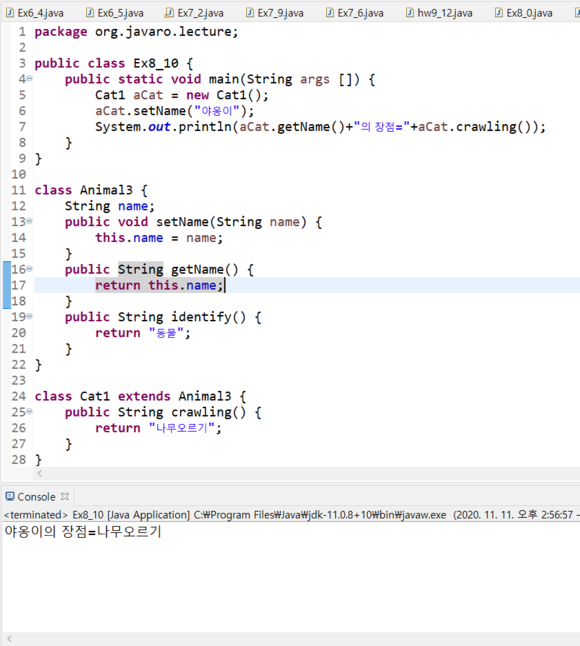 Ex6_4.java Ex6_5.java Ex7_2.java Ex7_9.java Ex7_6.java hw9_12.java Ex8_0.java
1 package org.javaro.lecture;
2
3 public class Ex8_10 {
4 public static void main(String args []) {
5 Cat1 aCat = new Cat1();
6 aCat.setName("야옹이");
7 System.out.println(aCat.getName()+"의 장점="+aCat.crawling());
8 }
9 }
10
11 class Animal3 {
12 String name;
13 public void setName(String name) {
14 this.name = name;
15 }
16 public String getName() {
17 return this.name;
18 }
19 public String identify() {
20 return "동물";
21 }
22 }
23
24 class Cat1 extends Animal3 {
25 public String crawling() {
26 return "나무오르기";
27 }
28 }
Console
<terminated> Ex8_10 [Java Application] C:₩Program Files₩Java₩jdk-11.0.8+10₩bin₩javaw.exe (2020. 11. 11. 오후 2:56:57 –
야옹이의 장점=나무오르기